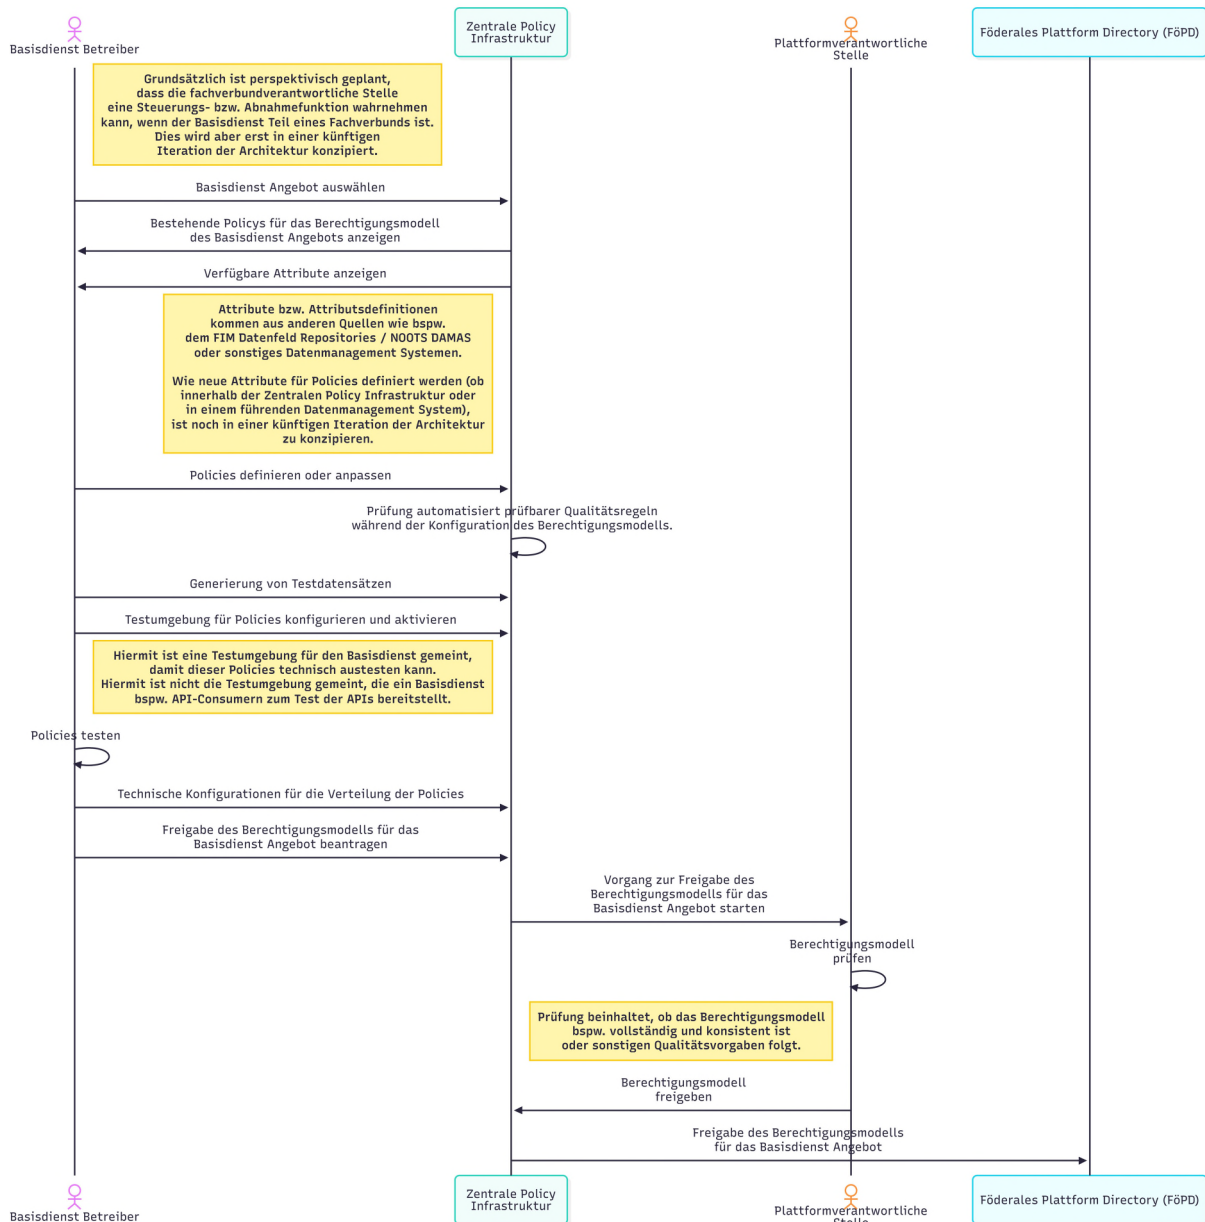 Basisdienst Betreiber
Zentrale Policy
Infrastruktur
Plattformverantwortliche
Stelle
Föderales Plattform Directory (FöPD)
Grundsätzlich ist perspektivisch geplant,
dass die fachverbundverantwortliche Stelle
eine Steuerungs- bzw. Abnahmefunktion wahrnehmen
kann, wenn der Basisdienst Teil eines Fachverbunds ist.
Dies wird aber erst in einer künftigen
Iteration der Architektur konzipiert.
Basisdienst Angebot auswählen
Bestehende Policys für das Berechtigungsmodell
des Basisdienst Angebots anzeigen
Verfügbare Attribute anzeigen
Attribute bzw. Attributsdefinitionen
kommen aus anderen Quellen wie bspw.
dem FIM Datenfeld Repositories / NOOTS DAMAS
oder sonstiges Datenmanagement Systemen.
Wie neue Attribute für Policies definiert werden (ob
innerhalb der Zentralen Policy Infrastruktur oder
in einem führenden Datenmanagement System),
ist noch in einer künftigen Iteration der Architektur
zu konzipieren.
Policies definieren oder anpassen
Prüfung automatisiert prüfbarer Qualitätsregeln
während der Konfiguration des Berechtigungsmodells.
Generierung von Testdatensätzen
Testumgebung für Policies konfigurieren und aktivieren
Hiermit ist eine Testumgebung für den Basisdienst gemeint,
damit dieser Policies technisch austesten kann.
Hiermit ist nicht die Testumgebung gemeint, die ein Basisdienst
bspw. API-Consumern zum Test der APIs bereitstellt.
Policies testen
Technische Konfigurationen für die Verteilung der Policies
Freigabe des Berechtigungsmodells für das
Basisdienst Angebot beantragen
Vorgang zur Freigabe des
Berechtigungsmodells für das
Basisdienst Angebot starten
Berechtigungsmodell
prüfen
Prüfung beinhaltet, ob das Berechtigungsmodell
bspw. vollständig und konsistent ist
oder sonstigen Qualitätsvorgaben folgt.
Berechtigungsmodell
freigeben
Freigabe des Berechtigungsmodells
für das Basisdienst Angebot
Basisdienst Betreiber
Zentrale Policy
Infrastruktur
Plattformverantwortliche
Stelle
Föderales Plattform Directory (FöPD)